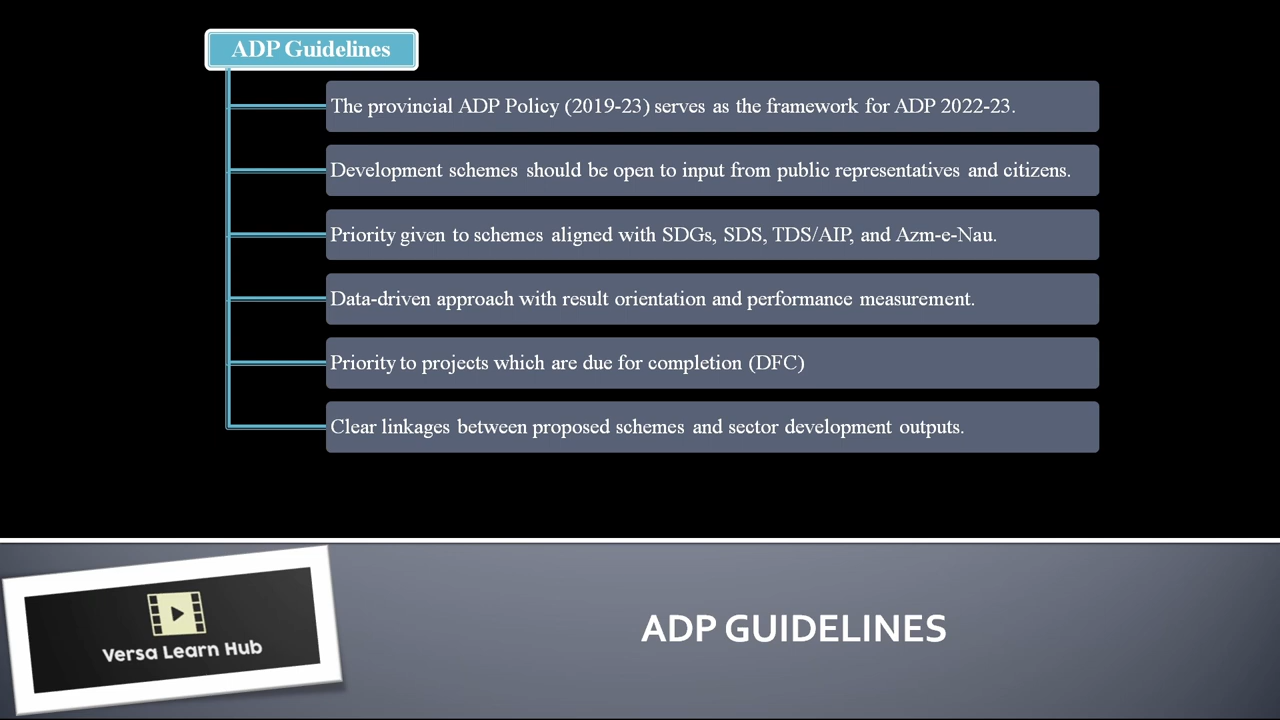 ADP Guidelines
The provincial ADP Policy (2019-23) serves as the framework for ADP 2022-23.
Development schemes should be open to input from public representatives and citizens.
Priority given to schemes aligned with SDGs, SDS, TDS/AIP, and Azm-e-Nau.
Data-driven approach with result orientation and performance measurement.
Priority to projects which are due for completion (DFC)
Clear linkages between proposed schemes and sector development outputs.
Versa Learn Hub
ADP GUIDELINES